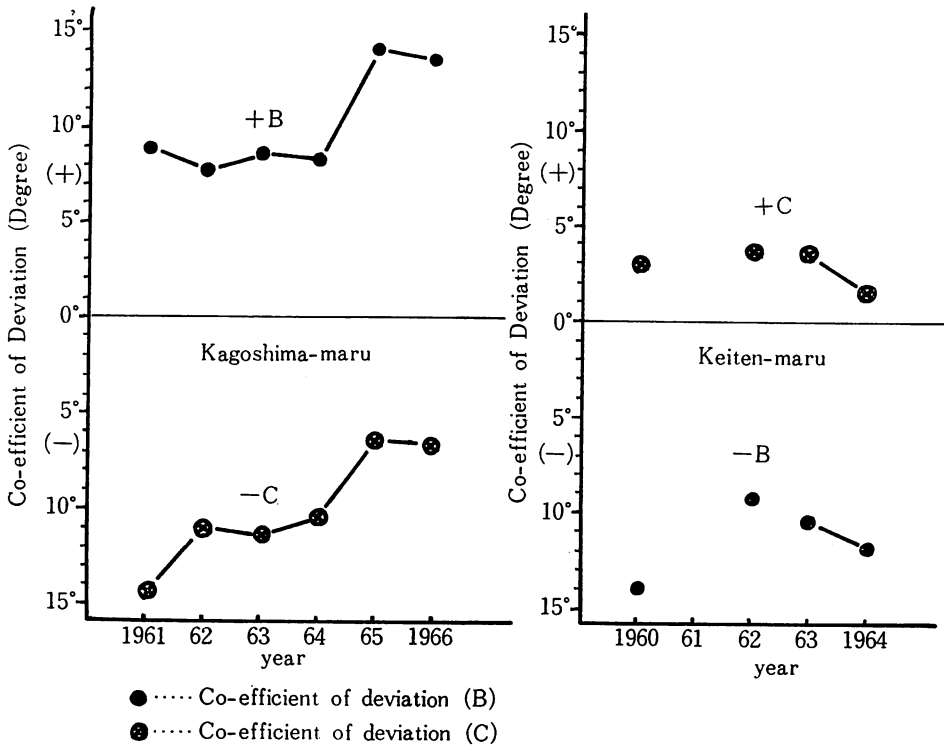 Co-efficient of Deviation (Degree)
(+)
(−)
15°
10°
5°
0°
5°
10°
15°
+B
Kagoshima-maru
−C
1961 62 63 64 65 1966
year
Co-efficient of Deviation (Degree)
(+)
(−)
15°
10°
5°
0°
5°
10°
15°
+C
Keiten-maru
−B
1960 61 62 63 1964
year
····· Co-efficient of deviation (B)
····· Co-efficient of deviation (C)